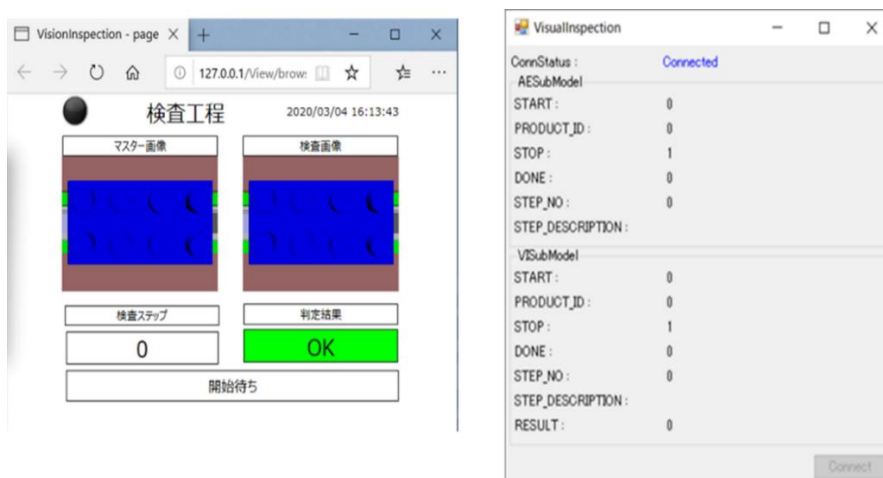 VisionInspection - page
127.0.0.1/View/brow:
検査工程
2020/03/04 16:13:43
マスター画像
検査画像
検査ステップ
判定結果
0
OK
開始待ち
VisualInspection
ConnStatus : Connected
AESubModel
START : 0
PRODUCT_ID : 0
STOP : 1
DONE : 0
STEP_NO : 0
STEP_DESCRIPTION :
VISubModel
START : 0
PRODUCT_ID : 0
STOP : 1
DONE : 0
STEP_NO : 0
STEP_DESCRIPTION :
RESULT : 0
Connect